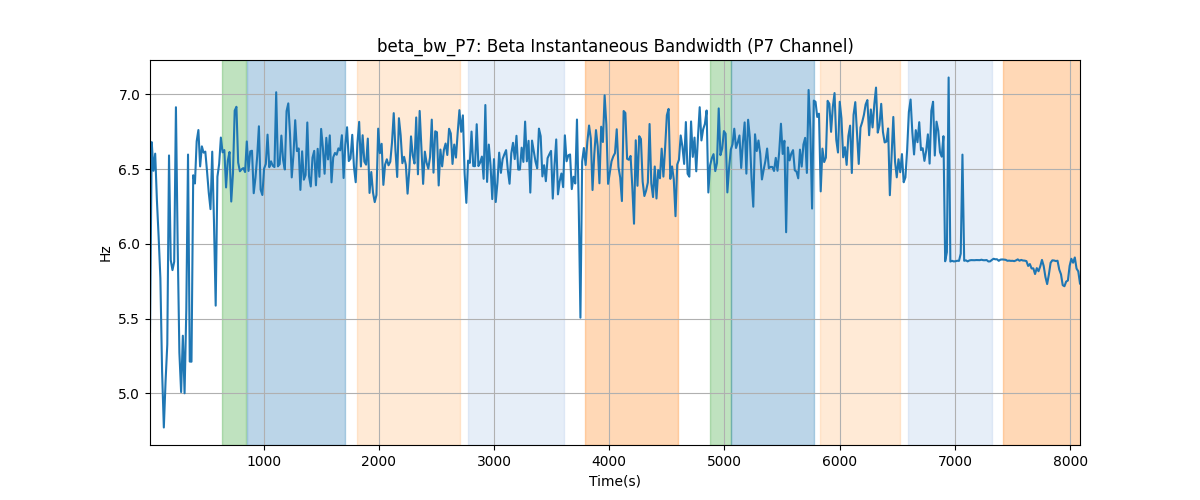 beta_bw_P7: Beta Instantaneous Bandwidth (P7 Channel)
7.0
6.5
6.0
5.5
5.0
Hz
1000 2000 3000 4000 5000 6000 7000 8000
Time(s)